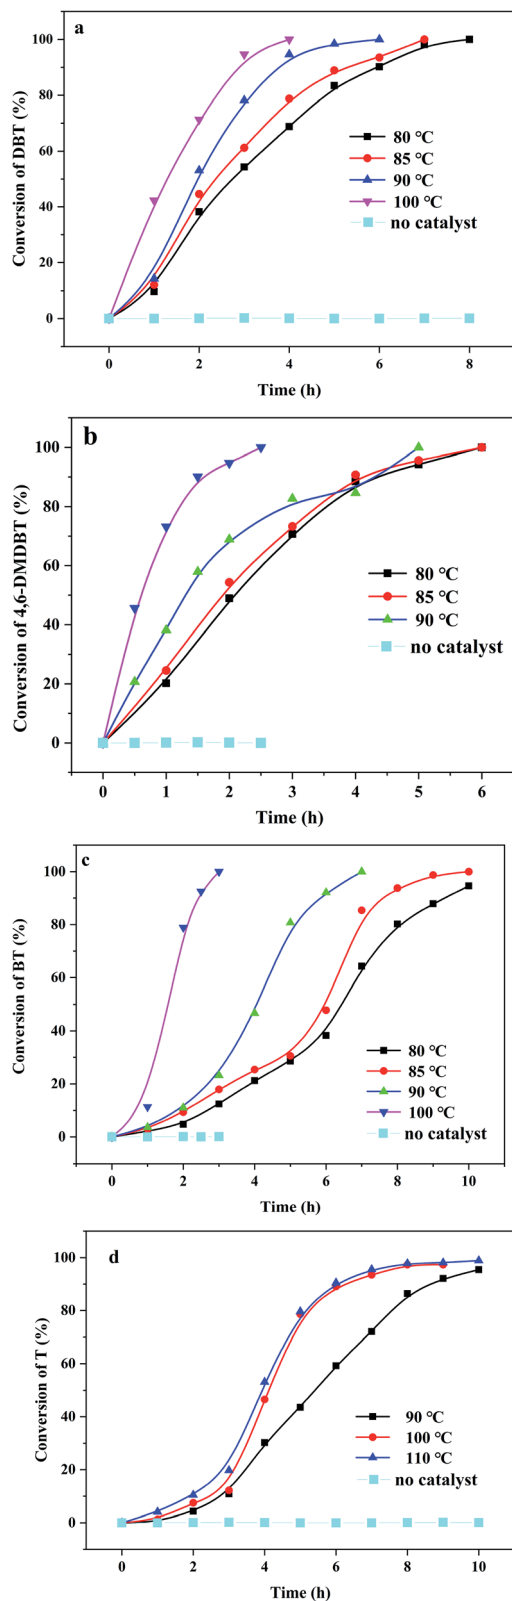 a
Conversion of DBT (%)
100
80
60
40
20
0
80 ℃
85 ℃
90 ℃
100 ℃
no catalyst
0 2 4 6 8
Time (h)
b
Conversion of 4,6-DMDBT (%)
100
80
60
40
20
0
80 ℃
85 ℃
90 ℃
no catalyst
0 1 2 3 4 5 6
Time (h)
c
Conversion of BT (%)
100
80
60
40
20
0
80 ℃
85 ℃
90 ℃
100 ℃
no catalyst
0 2 4 6 8 10
Time (h)
d
Conversion of T (%)
100
80
60
40
20
0
90 ℃
100 ℃
110 ℃
no catalyst
0 2 4 6 8 10
Time (h)